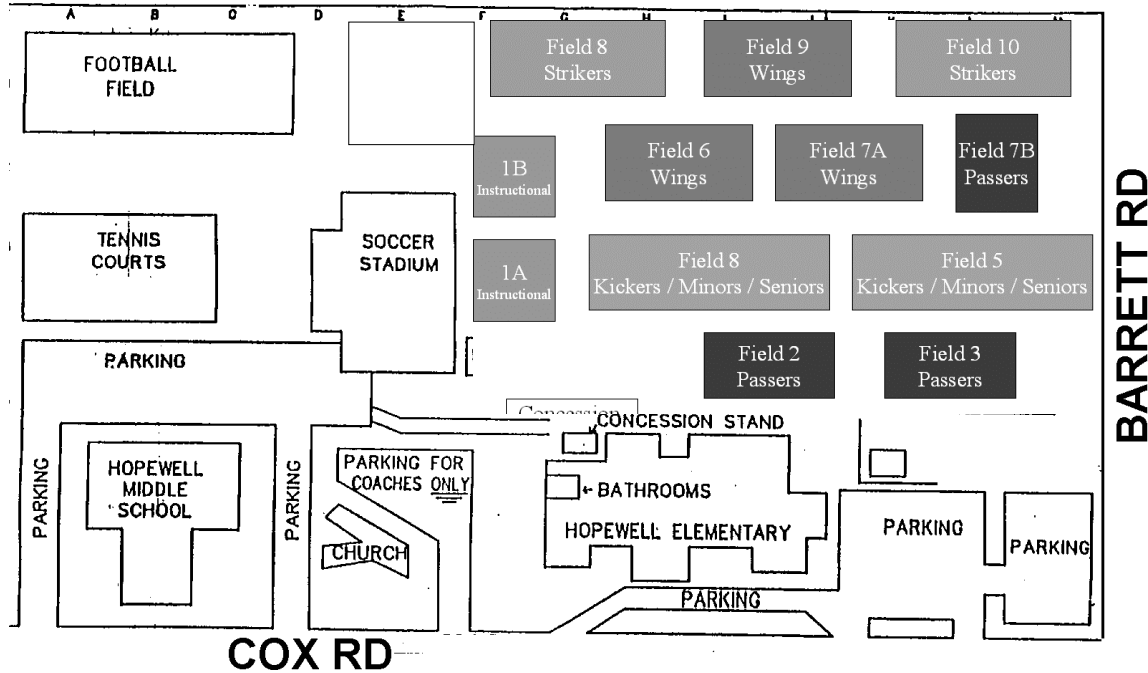 A B C D E F G H
FOOTBALL
FIELD
Field 8
Strikers
Field 9
Wings
Field 10
Strikers
1B
Instructional
Field 6
Wings
Field 7A
Wings
Field 7B
Passers
TENNIS
COURTS
SOCCER
STADIUM
1A
Instructional
Field 8
Kickers / Minors / Seniors
Field 5
Kickers / Minors / Seniors
BARRETT RD
PARKING
Field 2
Passers
Field 3
Passers
Concession
CONCESSION STAND
PARKING
HOPEWELL
MIDDLE
SCHOOL
PARKING
PARKING FOR
COACHES ONLY
BATHROOMS
HOPEWELL ELEMENTARY
CHURCH
PARKING
PARKING
PARKING
COX RD